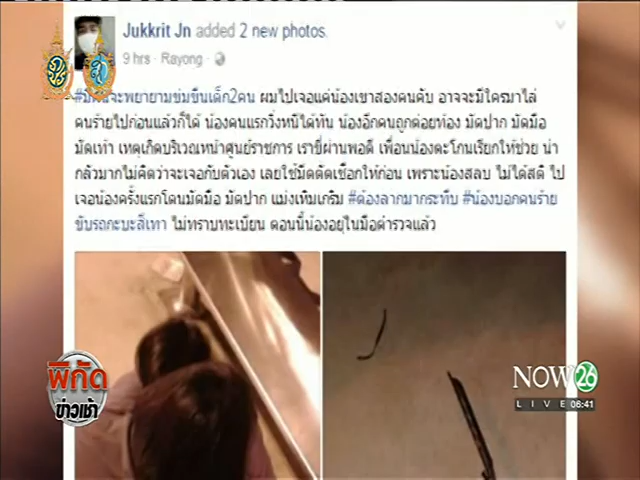 Jukkrit Jn added 2 new photos.
9 hrs · Rayong ·
#มีคนจะพยายามข่มขืนเด็ก2คน ผมไปเจอแค่น้องเขาสองคนคับ อาจจะมีใครมาไล่
คนร้ายไปก่อนแล้วก็ได้ น้องคนแรกวิ่งหนีได้ทัน น้องอีกคนถูกต่อยท้อง มัดปาก มัดมือ
มัดเท้า เหตุเกิดบริเวณหน้าศูนย์ราชการ เราขี่ผ่านพอดี เพื่อนน้องตะโกนเรียกให้ช่วย น่า
กลัวมากไม่คิดว่าจะเจอกับตัวเอง เลยใช้มีดตัดเชือกให้ก่อน เพราะน้องสลบ ไม่ได้สติ ไป
เจอน้องครั้งแรกโดนมัดมือ มัดปาก แม่งเหิมเกริม #ต้องลากมากระทืบ #น้องบอกคนร้าย
ขับรถกะบะสีเทา ไม่ทราบทะเบียน ตอนนี้น้องอยู่ในมือตำรวจแล้ว
พิกัด
ข่าวเช้า
NOW26
LIVE 06:41